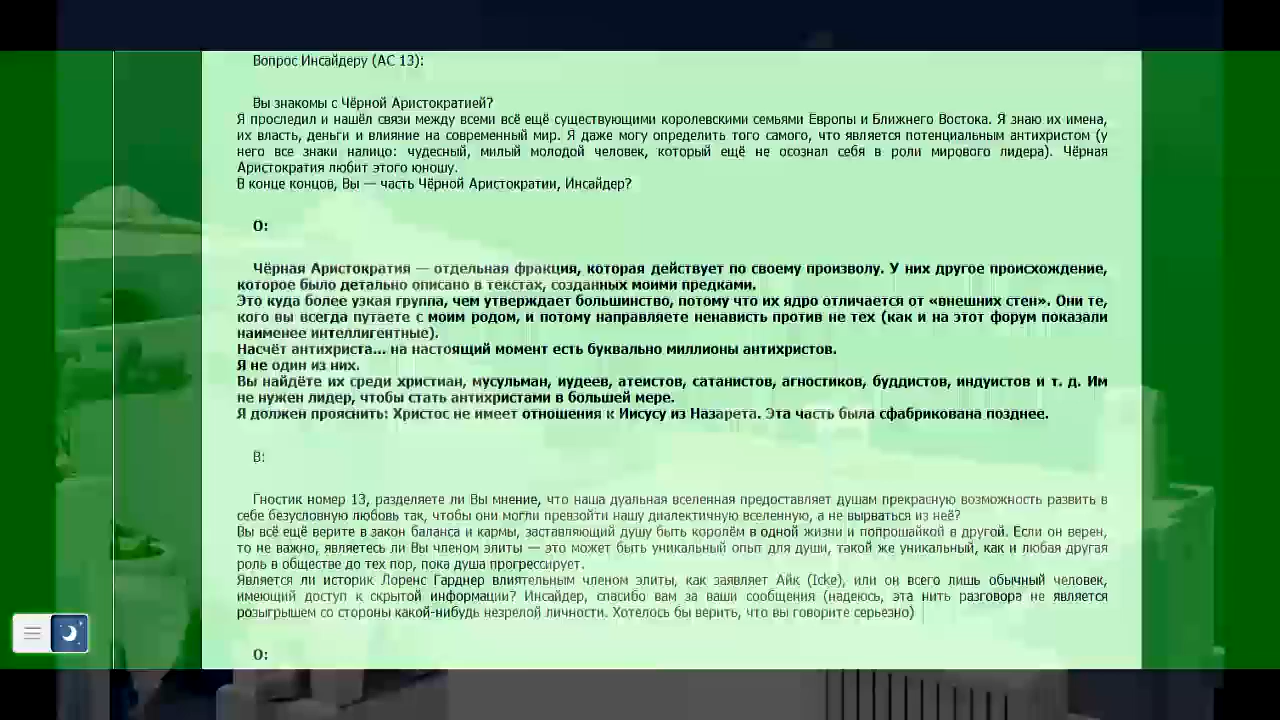 Вопрос Инсайдеру (АС 13):
Вы знакомы с Чёрной Аристократией?
Я проследил и нашёл связи между всеми всё ещё существующими королевскими семьями Европы и Ближнего Востока. Я знаю их имена,
их власть, деньги и влияние на современный мир. Я даже могу определить того самого, что является потенциальным антихристом (у
него все знаки налицо: чудесный, милый молодой человек, который ещё не осознал себя в роли мирового лидера). Чёрная
Аристократия любит этого юношу.
В конце концов, Вы — часть Чёрной Аристократии, Инсайдер?
О:
Чёрная Аристократия — отдельная фракция, которая действует по своему произволу. У них другое происхождение,
которое было детально описано в текстах, созданных моими предками.
Это куда более узкая группа, чем утверждает большинство, потому что их ядро отличается от «внешних стен». Они те,
кого вы всегда путаете с моим родом, и потому направляете ненависть против не тех (как и на этот форум показали
наименее интеллигентные).
Насчёт антихриста... на настоящий момент есть буквально миллионы антихристов.
Я не один из них.
Вы найдёте их среди христиан, мусульман, иудеев, атеистов, сатанистов, агностиков, буддистов, индуистов и т. д. Им
не нужен лидер, чтобы стать антихристами в большей мере.
Я должен прояснить: Христос не имеет отношения к Иисусу из Назарета. Эта часть была сфабрикована позднее.
В:
Гностик номер 13, разделяете ли Вы мнение, что наша дуальная вселенная предоставляет душам прекрасную возможность развить в
себе безусловную любовь так, чтобы они могли превзойти нашу диалектичную вселенную, а не вырваться из неё?
Вы всё ещё верите в закон баланса и кармы, заставляющий душу быть королём в одной жизни и попрошайкой в другой. Если он верен,
то не важно, являетесь ли Вы членом элиты — это может быть уникальный опыт для души, такой же уникальный, как и любая другая
роль в обществе до тех пор, пока душа прогрессирует.
Является ли историк Лоренс Гарднер влиятельным членом элиты, как заявляет Айк (Icke), или он всего лишь обычный человек,
имеющий доступ к скрытой информации? Инсайдер, спасибо вам за ваши сообщения (надеюсь, эта нить разговора не является
розыгрышем со стороны какой-нибудь незрелой личности. Хотелось бы верить, что вы говорите серьезно)
О: